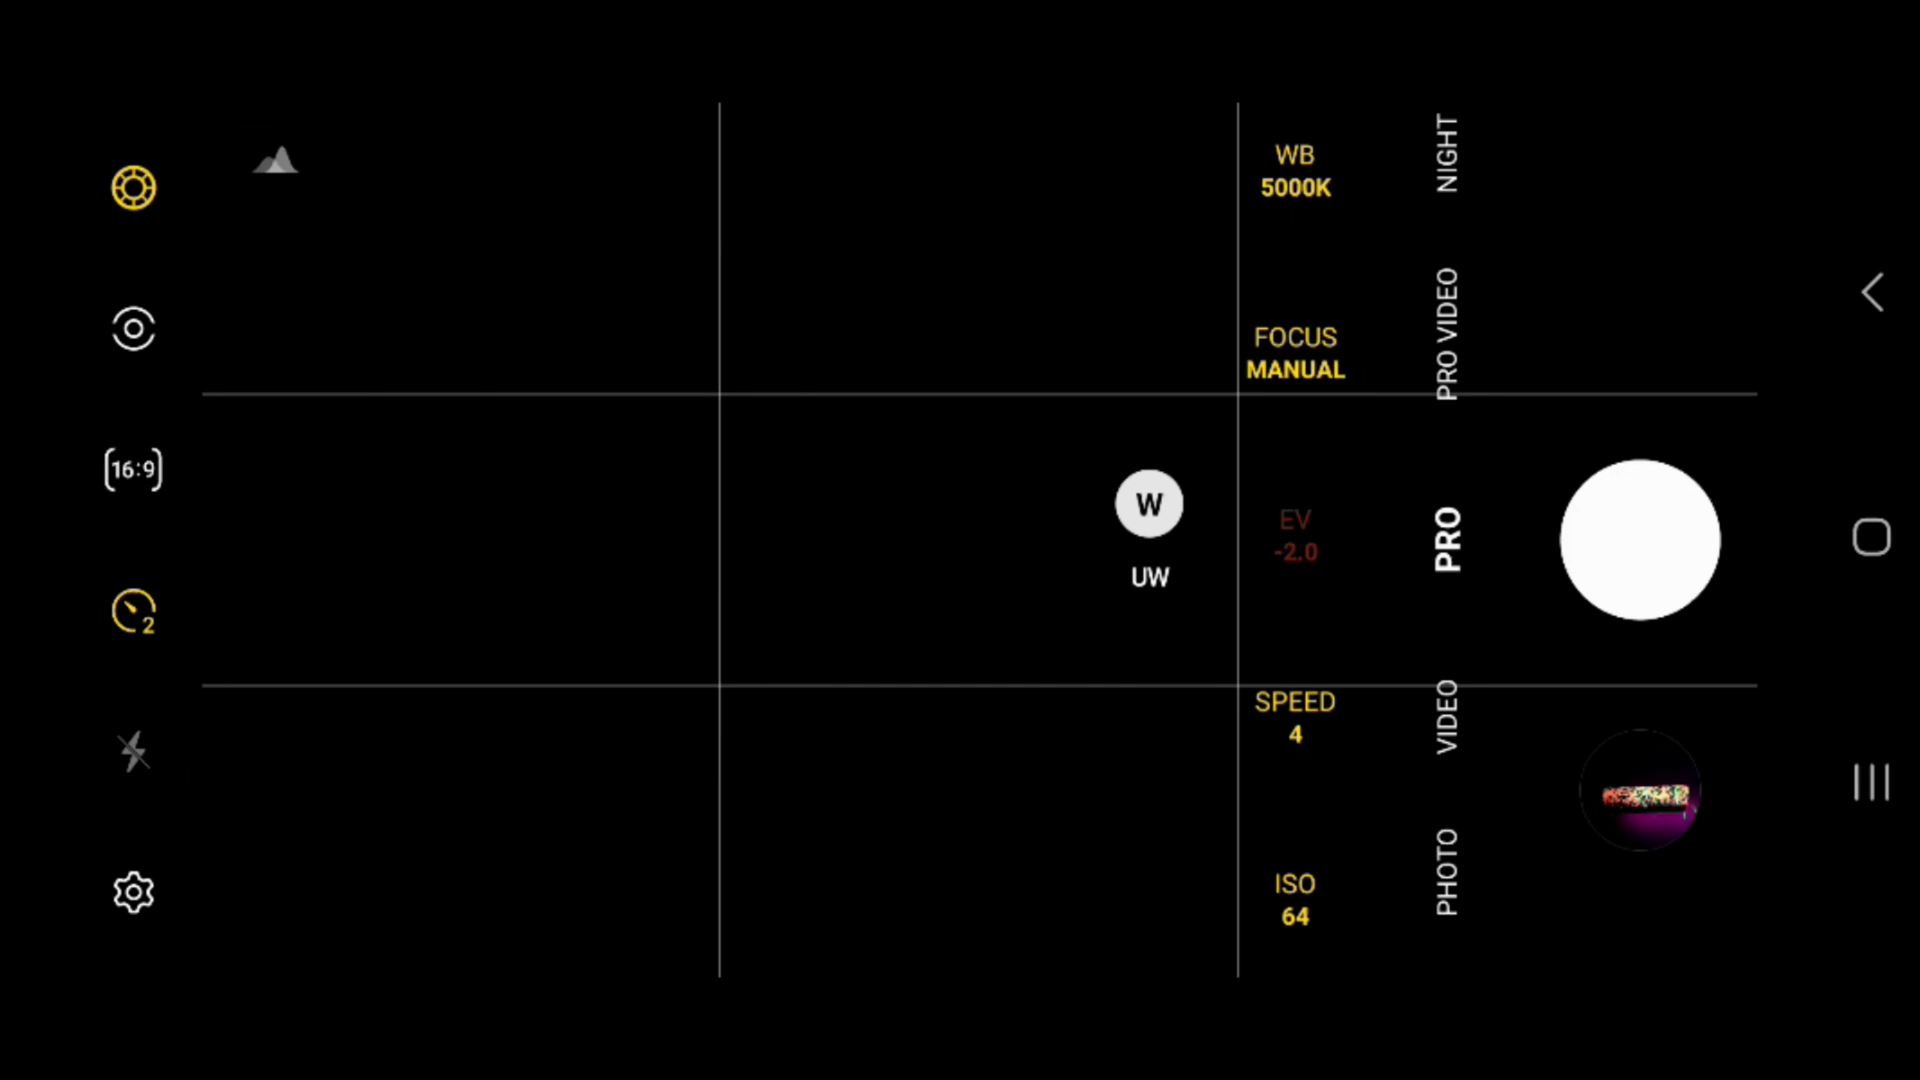 16:9
2
W
UW
WB
5000K
FOCUS
MANUAL
EV
-2.0
SPEED
4
ISO
64
NIGHT
PRO VIDEO
PRO
VIDEO
PHOTO